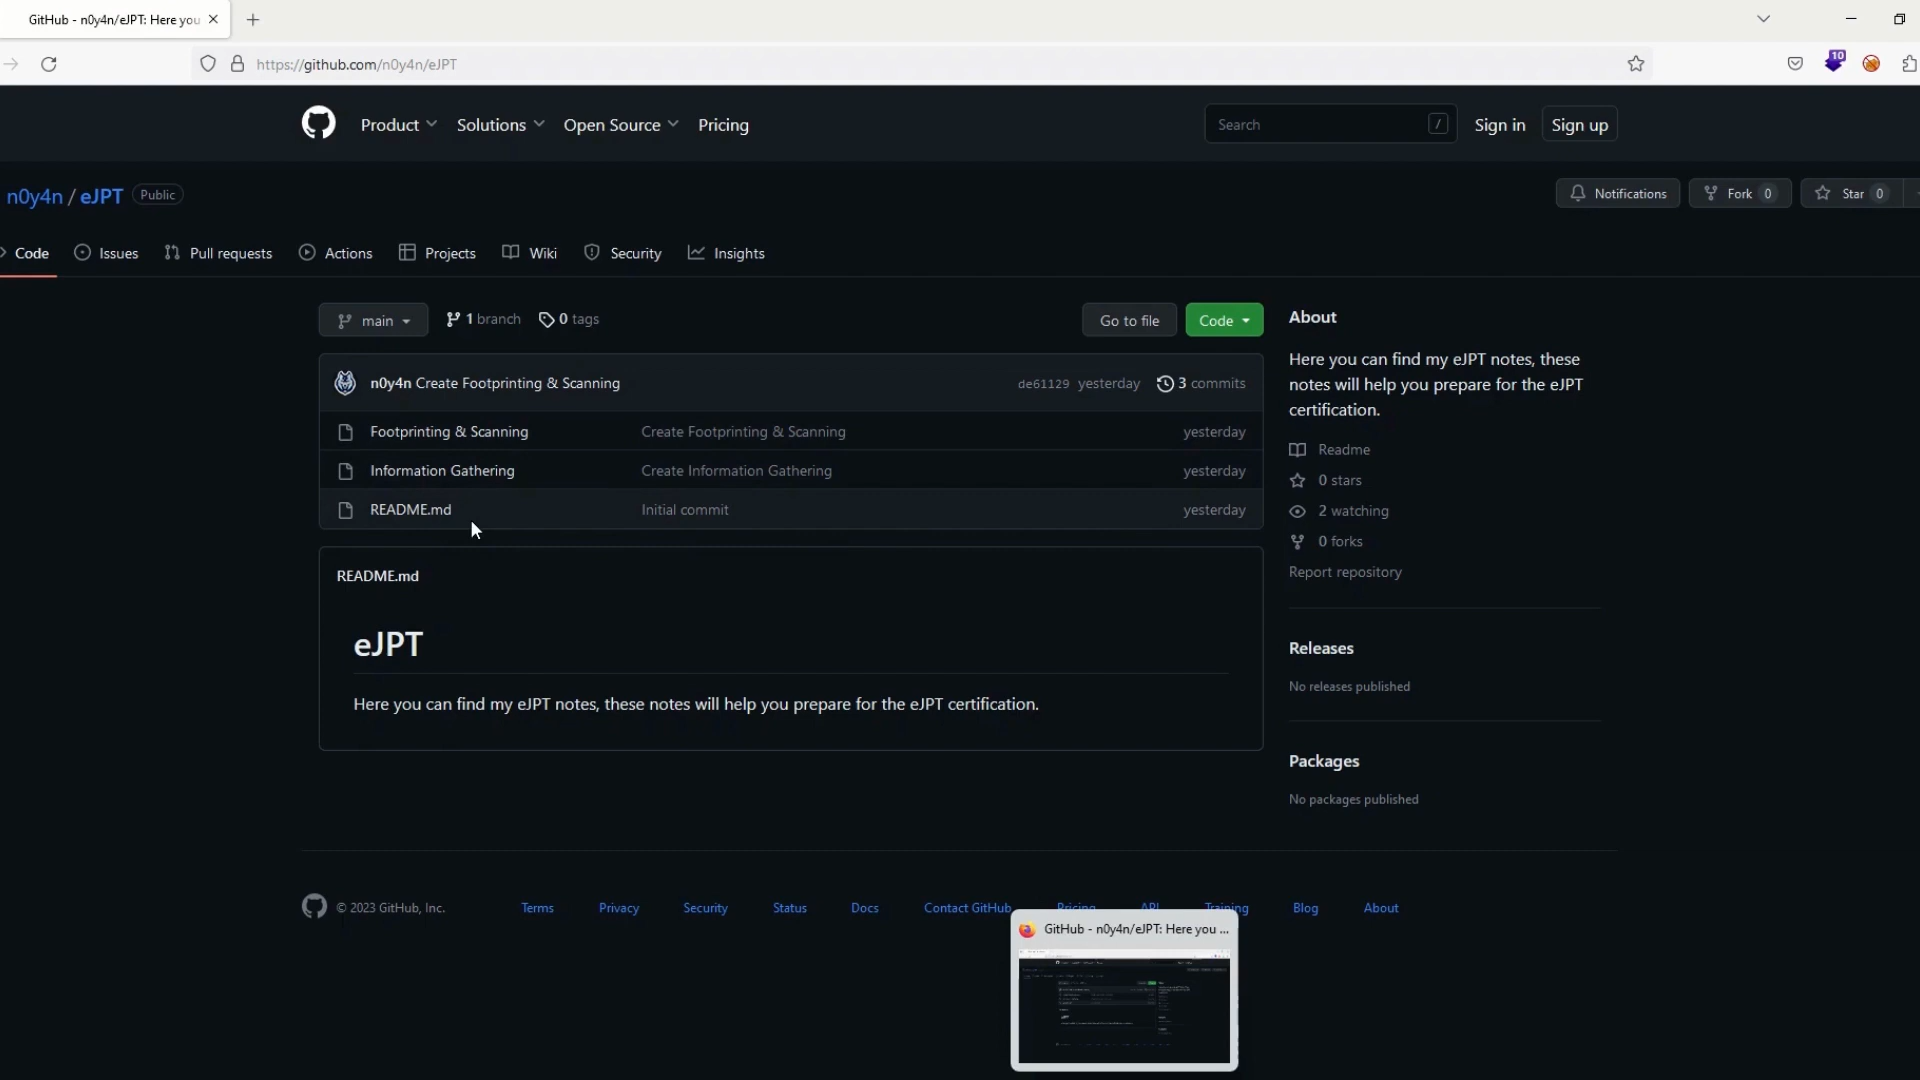 GitHub - n0y4n/eJPT: Here you
https://github.com/n0y4n/eJPT
10
Product Solutions Open Source Pricing
Search /
Sign in Sign up
n0y4n / eJPT Public
Notifications Fork 0 Star 0
Code Issues Pull requests Actions Projects Wiki Security Insights
main 1 branch 0 tags Go to file Code
n0y4n Create Footprinting & Scanning de61129 yesterday 3 commits
Footprinting & Scanning Create Footprinting & Scanning yesterday
Information Gathering Create Information Gathering yesterday
README.md Initial commit yesterday
README.md
eJPT
Here you can find my eJPT notes, these notes will help you prepare for the eJPT certification.
About
Here you can find my eJPT notes, these
notes will help you prepare for the eJPT
certification.
Readme
0 stars
2 watching
0 forks
Report repository
Releases
No releases published
Packages
No packages published
© 2023 GitHub, Inc. Terms Privacy Security Status Docs Contact GitHub Pricing API Training Blog About
GitHub - n0y4n/eJPT: Here you ...